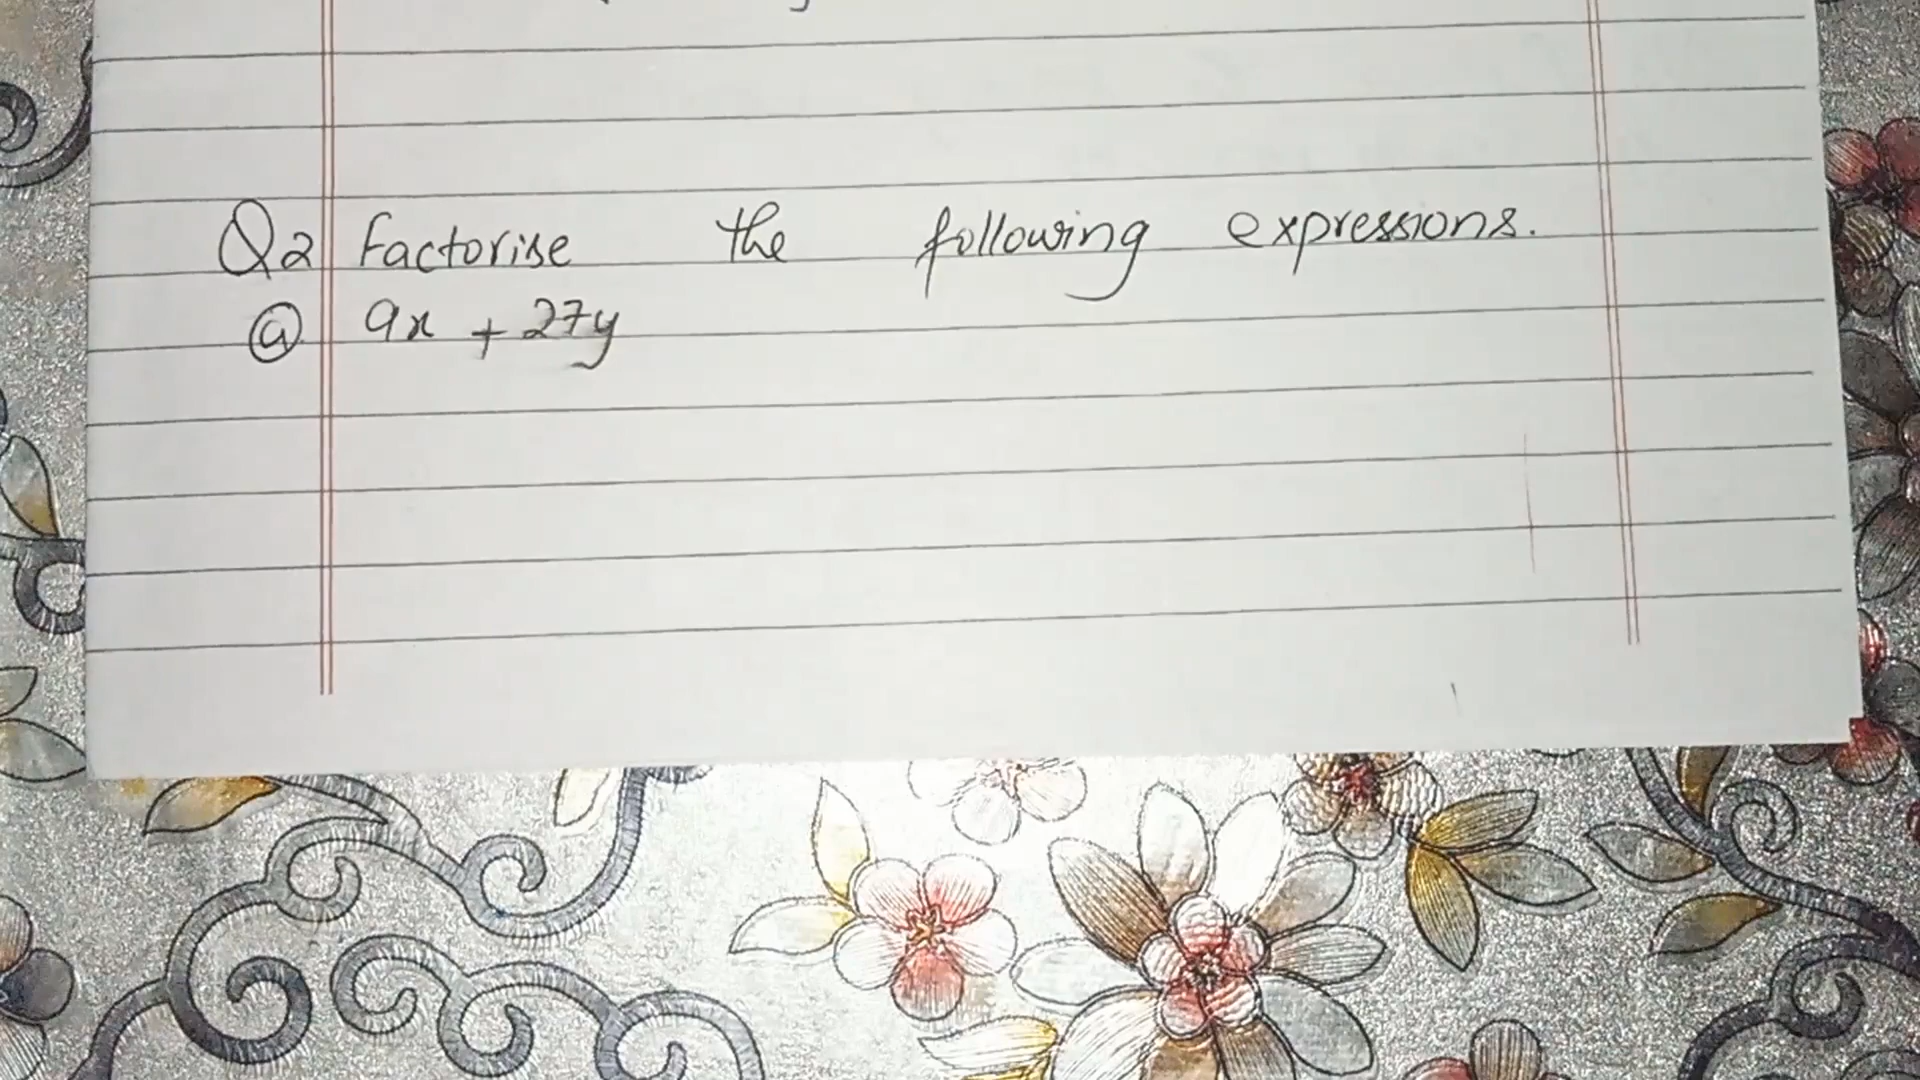 Q2 Factorise the following expressions.
ⓐ 9x + 27y